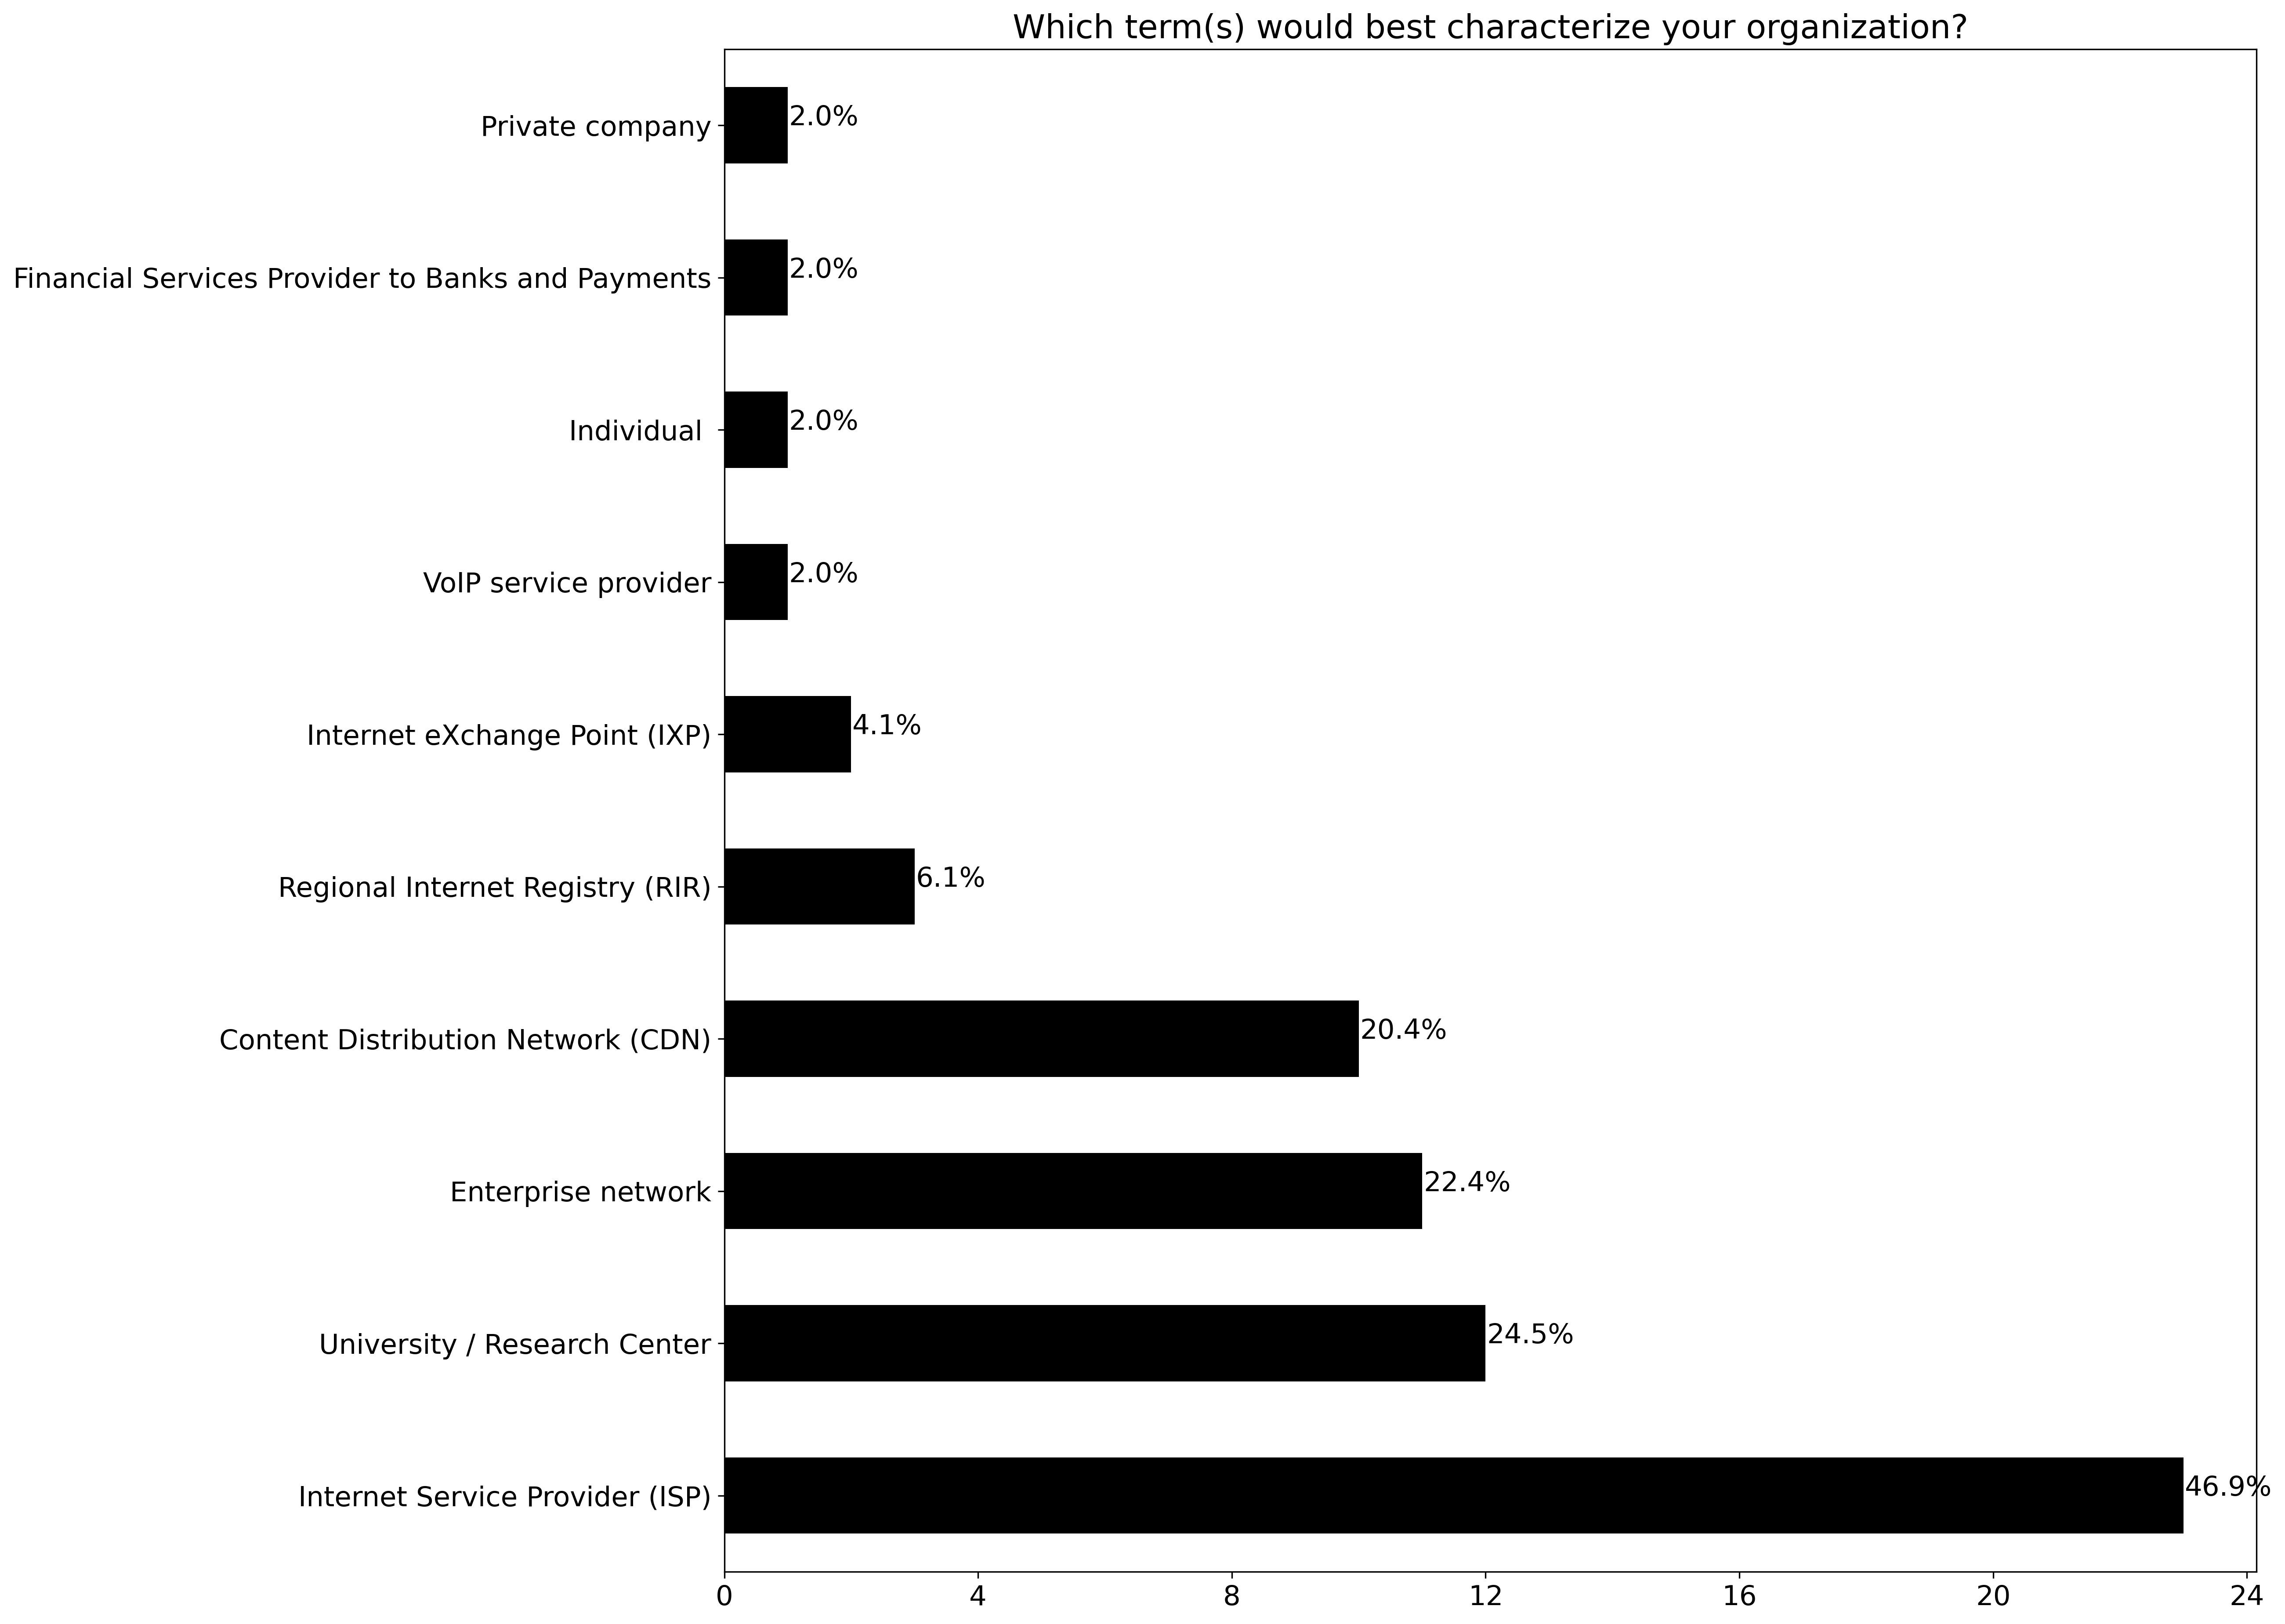 Which term(s) would best characterize your organization?
Private company 2.0%
Financial Services Provider to Banks and Payments 2.0%
Individual 2.0%
VoIP service provider 2.0%
Internet eXchange Point (IXP) 4.1%
Regional Internet Registry (RIR) 6.1%
Content Distribution Network (CDN) 20.4%
Enterprise network 22.4%
University / Research Center 24.5%
Internet Service Provider (ISP) 46.9%
0 4 8 12 16 20 24